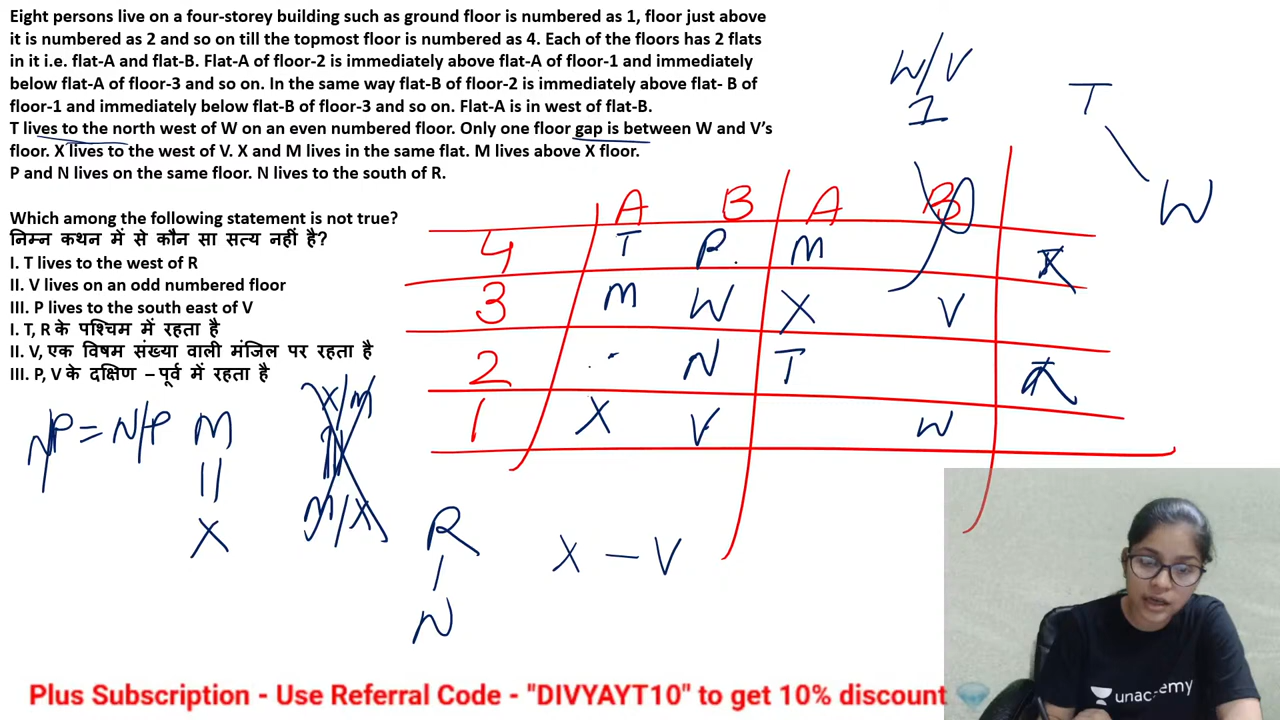 Eight persons live on a four-storey building such as ground floor is numbered as 1, floor just above
it is numbered as 2 and so on till the topmost floor is numbered as 4. Each of the floors has 2 flats
in it i.e. flat-A and flat-B. Flat-A of floor-2 is immediately above flat-A of floor-1 and immediately
below flat-A of floor-3 and so on. In the same way flat-B of floor-2 is immediately above flat- B of
floor-1 and immediately below flat-B of floor-3 and so on. Flat-A is in west of flat-B.
T lives to the north west of W on an even numbered floor. Only one floor gap is between W and V's
floor. X lives to the west of V. X and M lives in the same flat. M lives above X floor.
P and N lives on the same floor. N lives to the south of R.
Which among the following statement is not true?
निम्न कथन में से कौन सा सत्य नहीं है?
I. T lives to the west of R
II. V lives on an odd numbered floor
III. P lives to the south east of V
I. T, R के पश्चिम में रहता है
II. V, एक विषम संख्या वाली मंजिल पर रहता है
III. P, V के दक्षिण – पूर्व में रहता है
W/V
1
T
W
A B A B
4 T P M
3 M W X V
2 N T
1 X V W
NP = N/P
M
||
X
X/M
M/X
R
|
N
X — V
unacademy
Plus Subscription - Use Referral Code - "DIVYAYT10" to get 10% discount